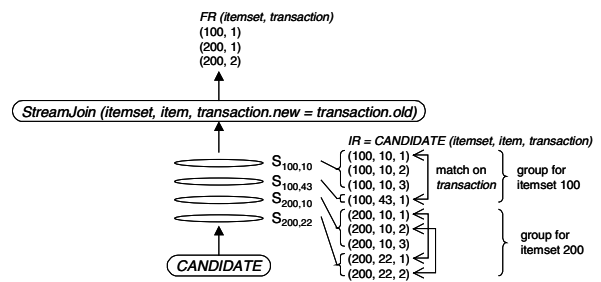 FR (itemset, transaction)
(100, 1)
(200, 1)
(200, 2)
StreamJoin (itemset, item, transaction.new = transaction.old)
IR = CANDIDATE (itemset, item, transaction)
S100,10
S100,43
S200,10
S200,22
(100, 10, 1)
(100, 10, 2)
(100, 10, 3)
(100, 43, 1)
(200, 10, 1)
(200, 10, 2)
(200, 10, 3)
(200, 22, 1)
(200, 22, 2)
match on
transaction
group for
itemset 100
group for
itemset 200
CANDIDATE